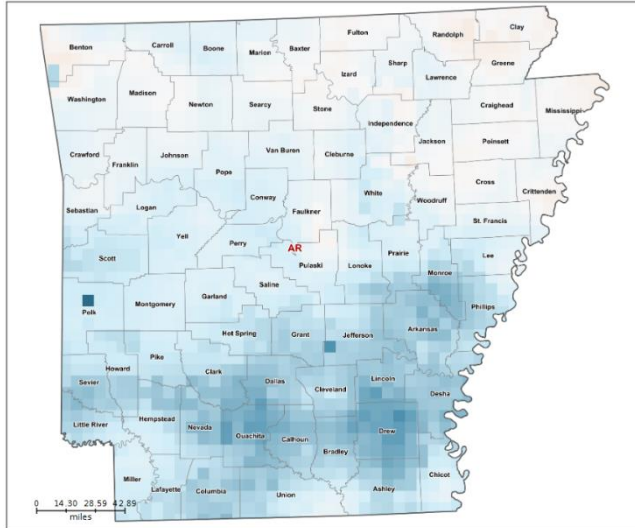 Benton
Carroll
Boone
Marion
Baxter
Fulton
Randolph
Clay
Izard
Sharp
Greene
Lawrence
Washington
Madison
Newton
Searcy
Stone
Independence
Craighead
Mississippi
Jackson
Poinsett
Crawford
Franklin
Johnson
Van Buren
Cleburne
Pope
Cross
Crittenden
White
Woodruff
Conway
Faulkner
Sebastian
Logan
St. Francis
Yell
Perry
AR
Prairie
Lee
Scott
Pulaski
Lonoke
Monroe
Saline
Garland
Montgomery
Polk
Phillips
Arkansas
Hot Spring
Grant
Jefferson
Pike
Howard
Clark
Dallas
Lincoln
Sevier
Cleveland
Desha
Hempstead
Little River
Nevada
Ouachita
Calhoun
Drew
Bradley
Miller
Lafayette
Columbia
Union
Ashley
Chicot
0 14.30 28.59 42.89
miles